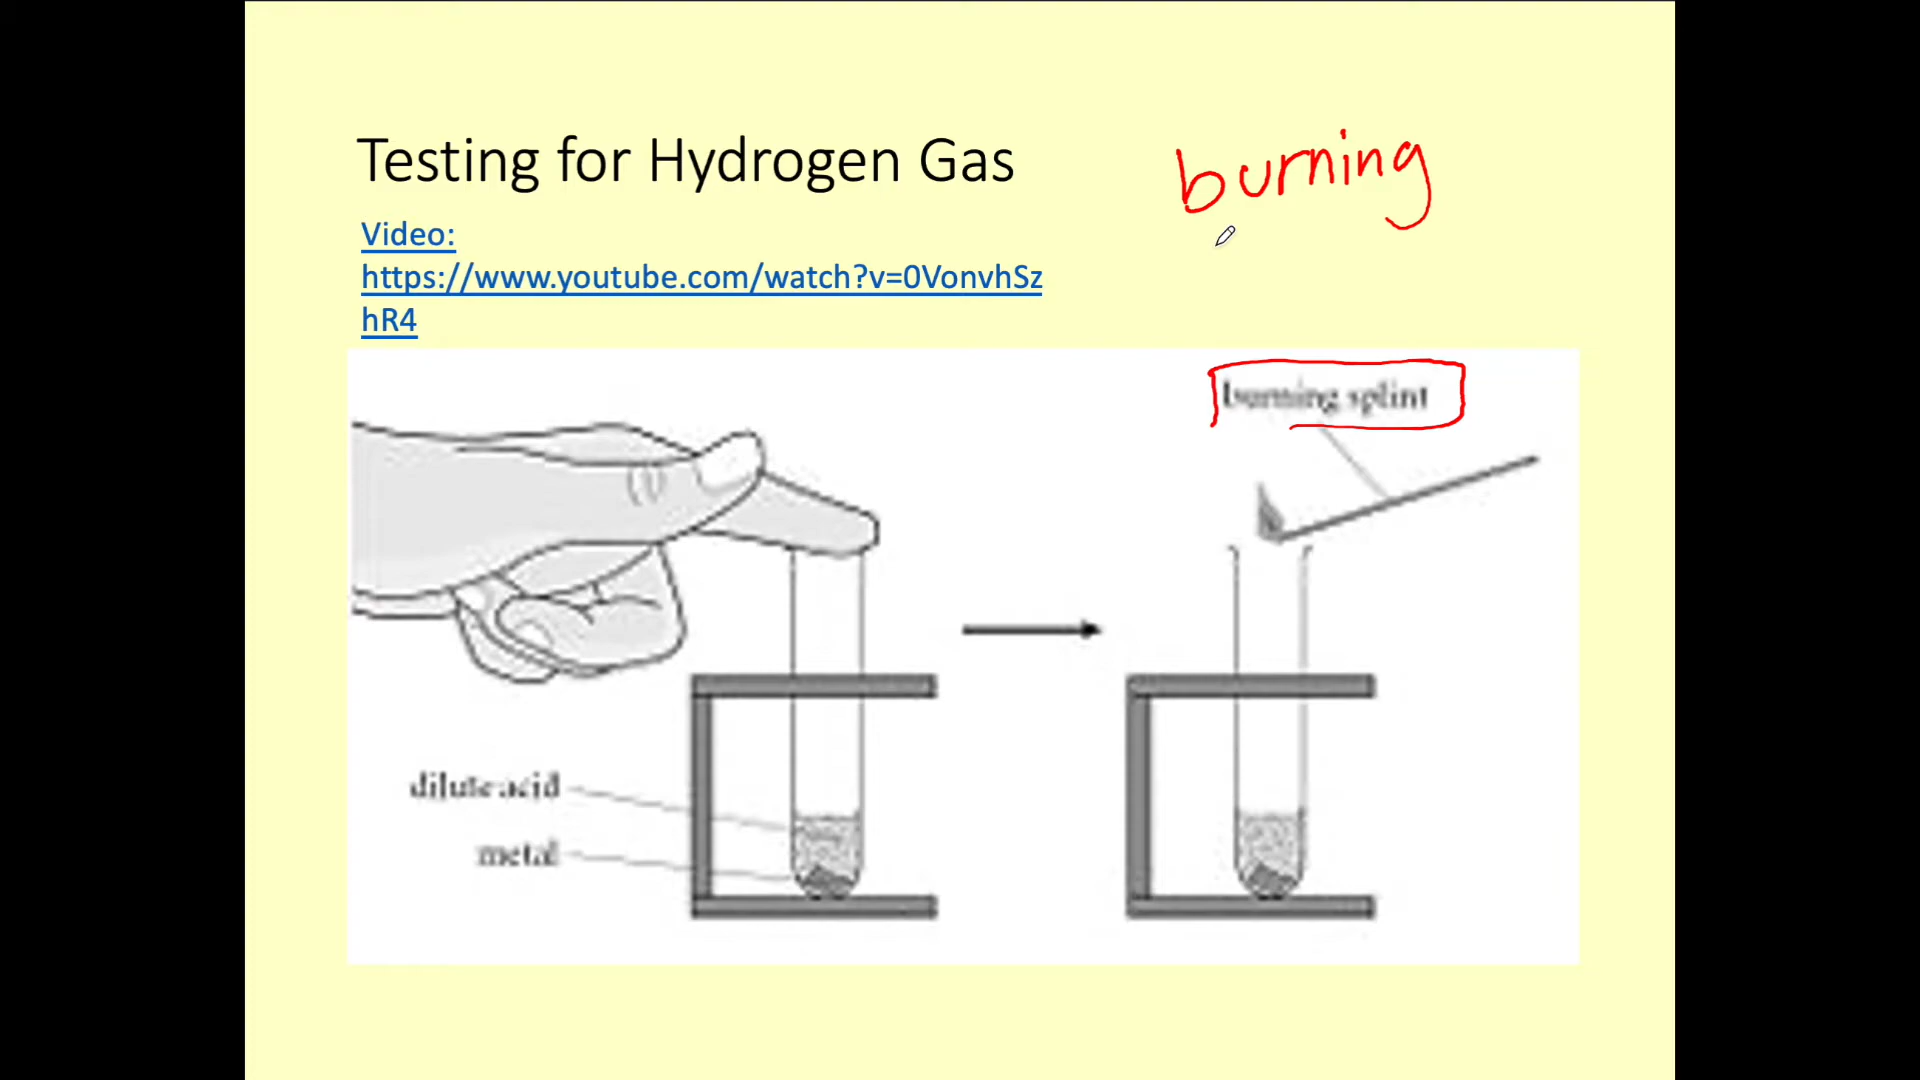 Testing for Hydrogen Gas
burning
Video:
https://www.youtube.com/watch?v=0VonvhSz
hR4
burning splint
dilute acid
metal